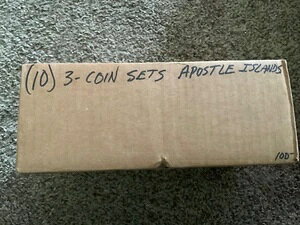 (10) 3-COIN SETS APOSTLE ISLANDS
100-